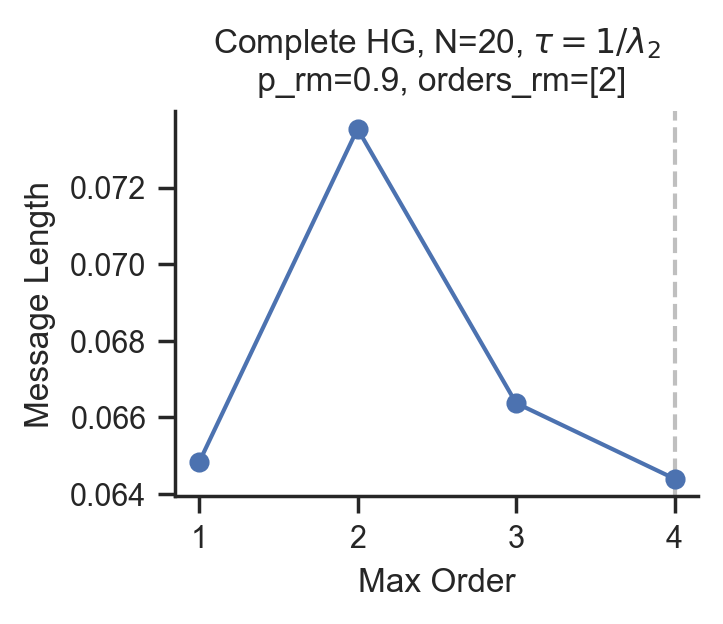 Complete HG, N=20, τ = 1/λ₂
p_rm=0.9, orders_rm=[2]
Message Length
0.072
0.070
0.068
0.066
0.064
1 2 3 4
Max Order